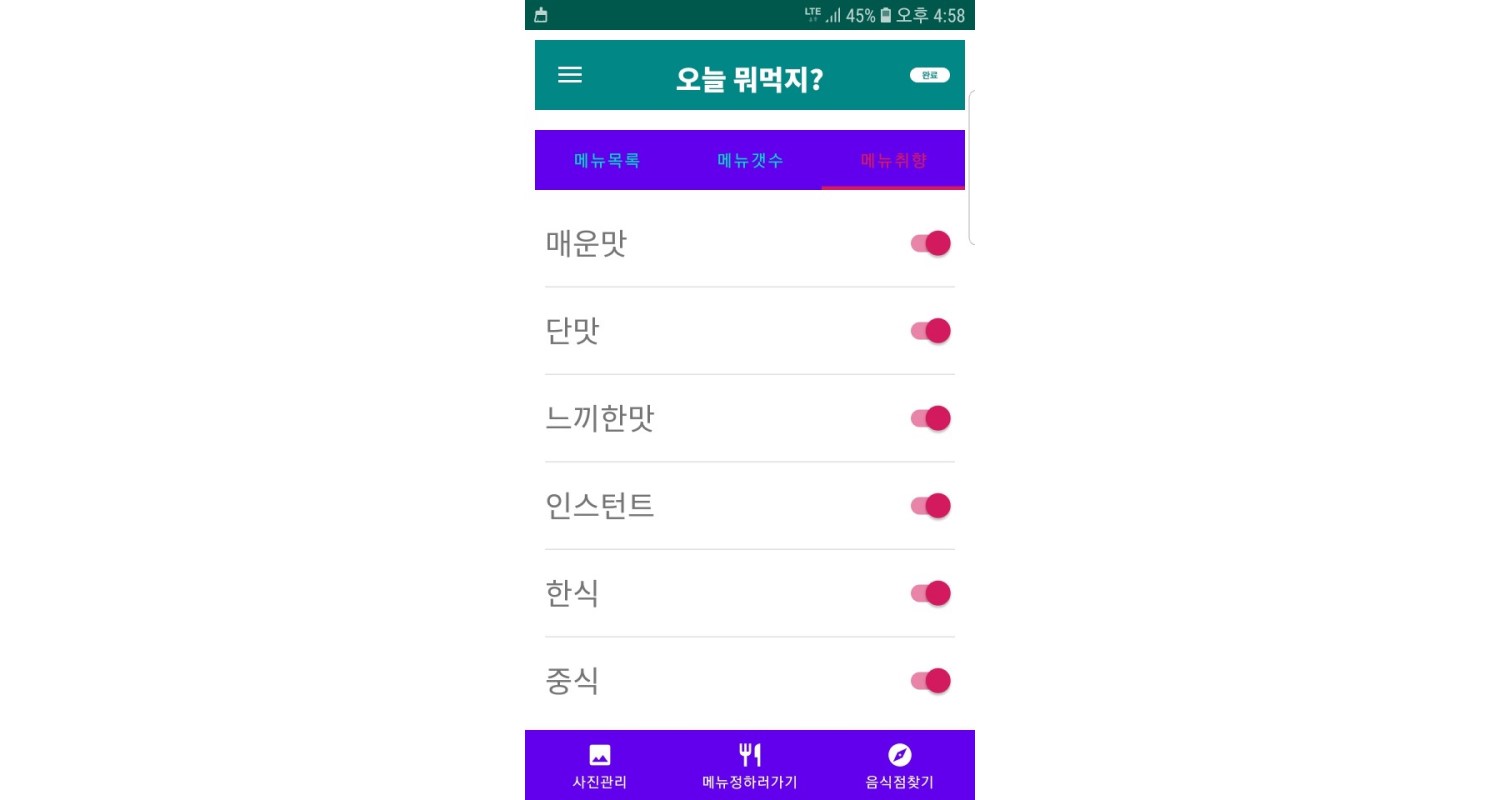 LTE 45% 오후 4:58
오늘 뭐먹지?
완료
메뉴목록 메뉴갯수 메뉴취향
매운맛
단맛
느끼한맛
인스턴트
한식
중식
사진관리 메뉴정하러가기 음식점찾기